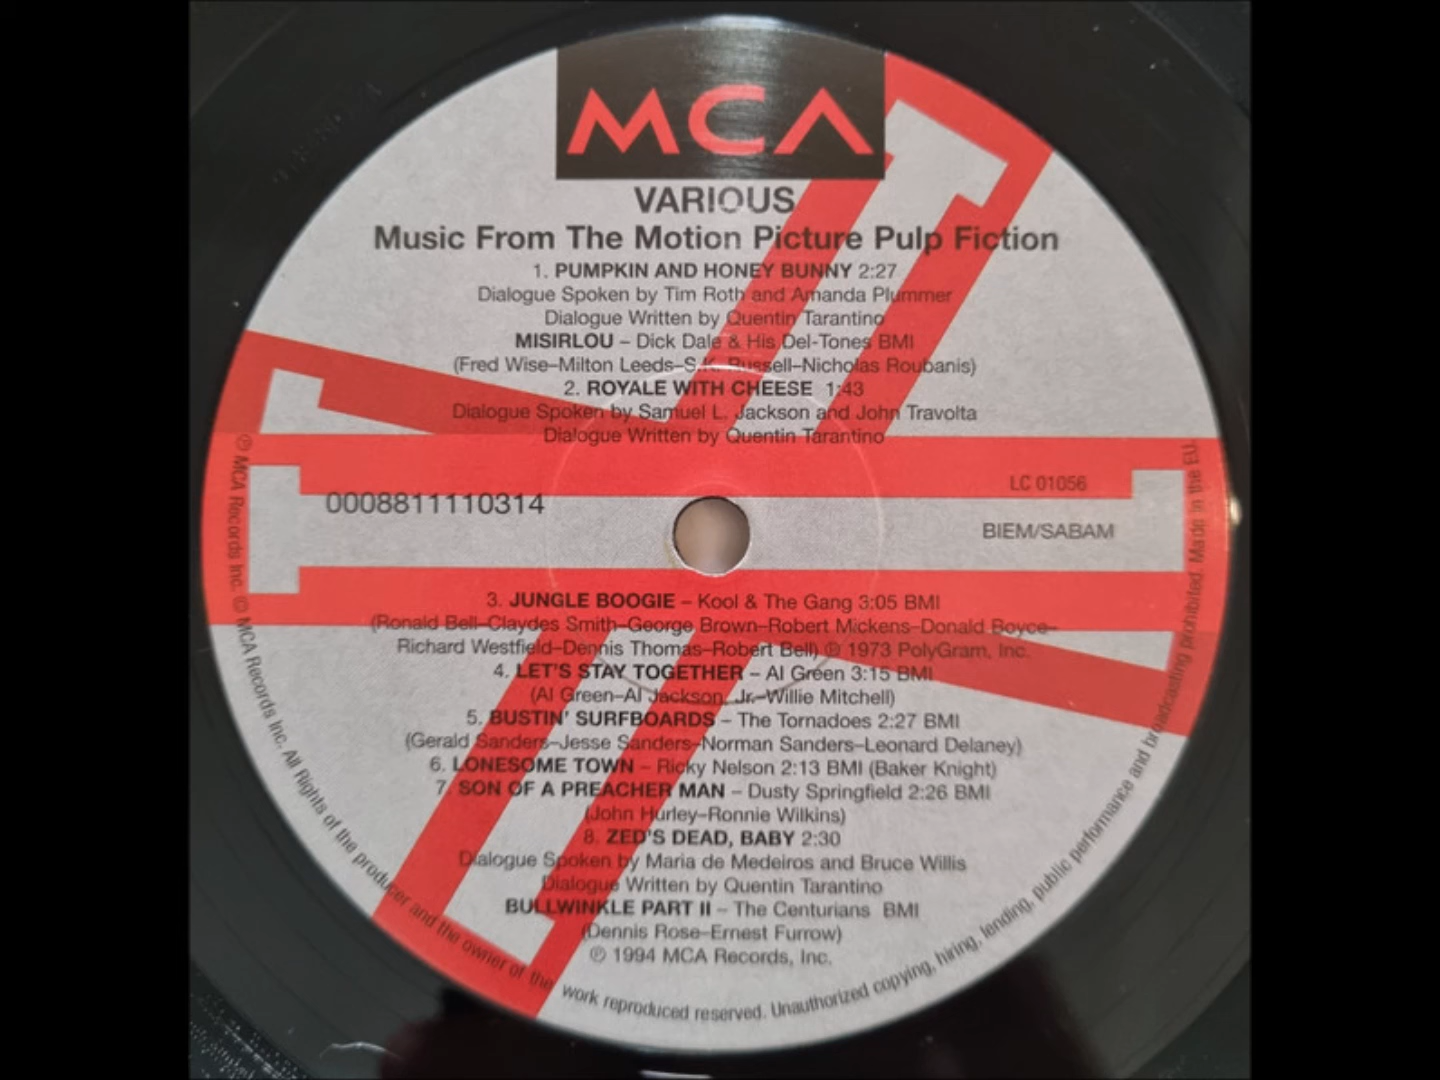 MCA
VARIOUS
Music From The Motion Picture Pulp Fiction
1. PUMPKIN AND HONEY BUNNY 2:27
Dialogue Spoken by Tim Roth and Amanda Plummer
Dialogue Written by Quentin Tarantino
MISIRLOU – Dick Dale & His Del-Tones BMI
(Fred Wise–Milton Leeds–S.K. Russell–Nicholas Roubanis)
2. ROYALE WITH CHEESE 1:43
Dialogue Spoken by Samuel L. Jackson and John Travolta
Dialogue Written by Quentin Tarantino
LC 01056
0008811110314
BIEM/SABAM
3. JUNGLE BOOGIE – Kool & The Gang 3:05 BMI
(Ronald Bell–Claydes Smith–George Brown–Robert Mickens–Donald Boyce–
Richard Westfield–Dennis Thomas–Robert Bell) ℗ 1973 PolyGram, Inc.
4. LET'S STAY TOGETHER – Al Green 3:15 BMI
(Al Green–Al Jackson, Jr.–Willie Mitchell)
5. BUSTIN' SURFBOARDS – The Tornadoes 2:27 BMI
(Gerald Sanders–Jesse Sanders–Norman Sanders–Leonard Delaney)
6. LONESOME TOWN – Ricky Nelson 2:13 BMI (Baker Knight)
7. SON OF A PREACHER MAN – Dusty Springfield 2:26 BMI
(John Hurley–Ronnie Wilkins)
8. ZED'S DEAD, BABY 2:30
Dialogue Spoken by Maria de Medeiros and Bruce Willis
Dialogue Written by Quentin Tarantino
BULLWINKLE PART II – The Centurians BMI
(Dennis Rose–Ernest Furrow)
℗ 1994 MCA Records, Inc.
℗ MCA Records Inc. © MCA Records Inc. All Rights of the producer and the owner of the work reproduced reserved. Unauthorized copying, hiring, lending, public performance and broadcasting prohibited. Made in the EU.